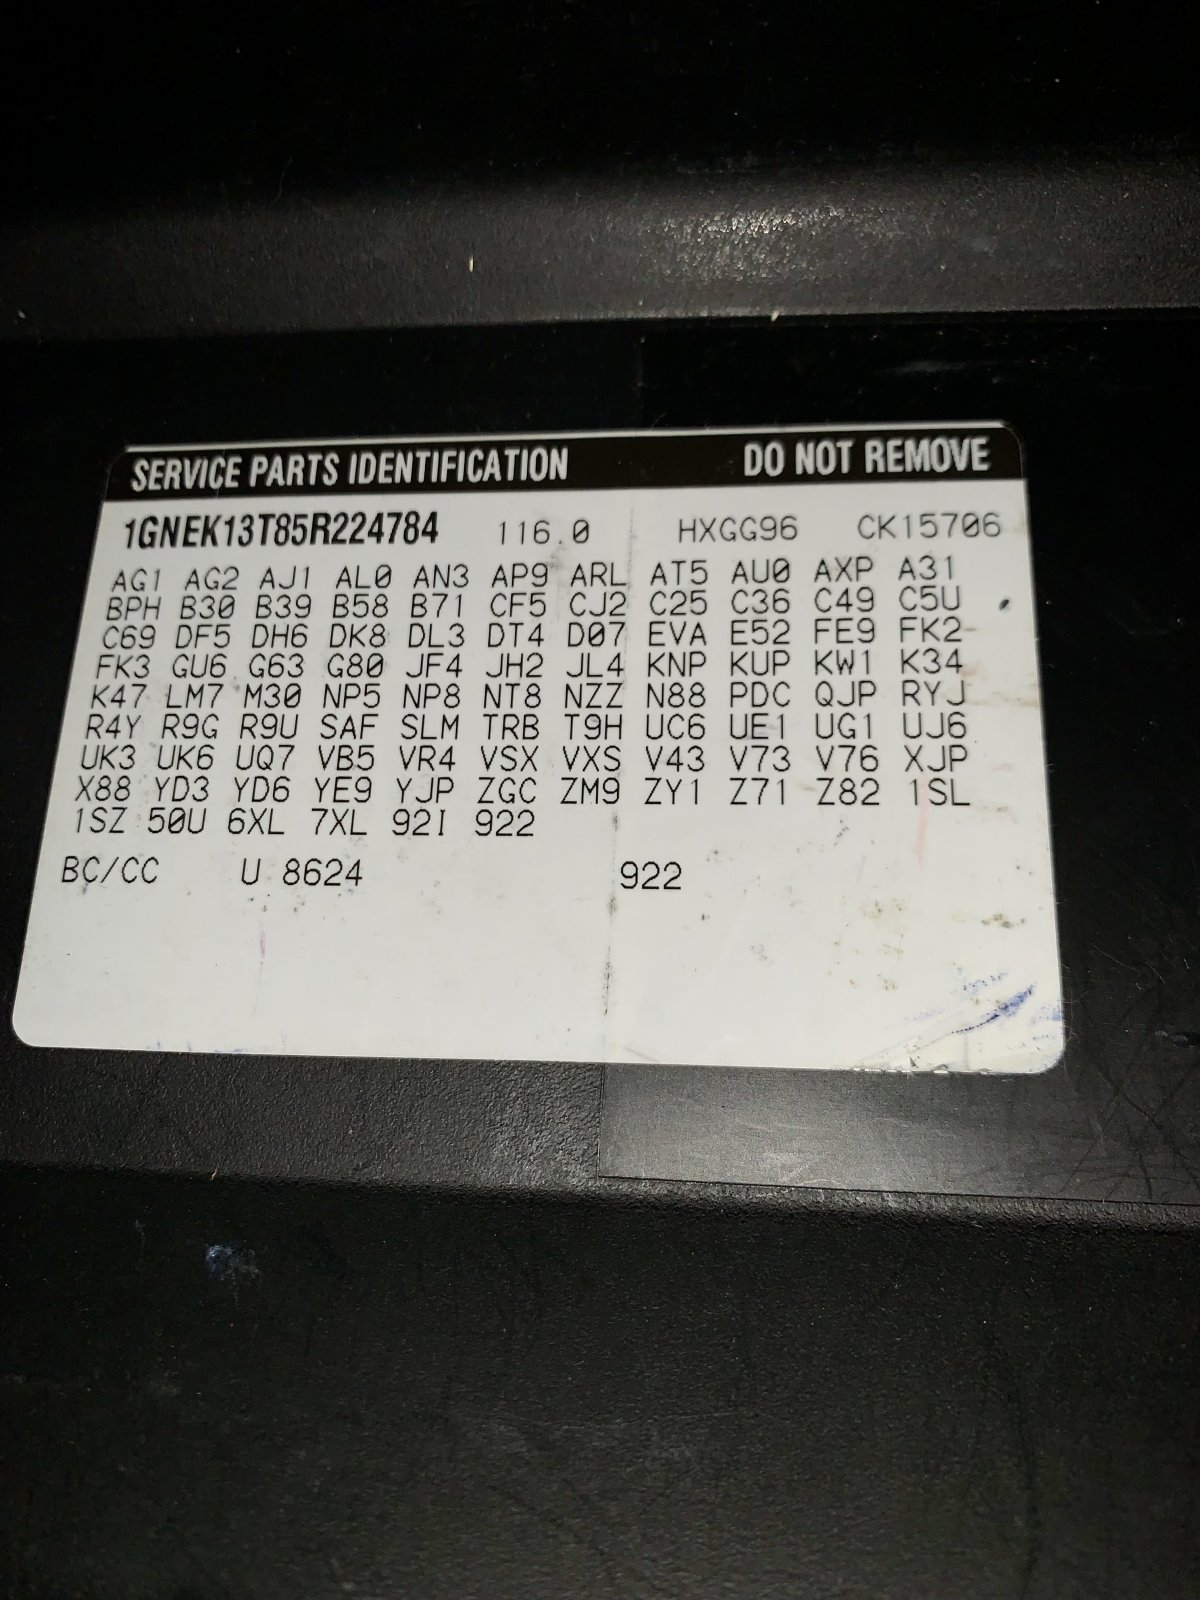 SERVICE PARTS IDENTIFICATION DO NOT REMOVE
1GNEK13T85R224784 116.0 HXGG96 CK15706
AG1 AG2 AJ1 AL0 AN3 AP9 ARL AT5 AU0 AXP A31
BPH B30 B39 B58 B71 CF5 CJ2 C25 C36 C49 C5U
C69 DF5 DH6 DK8 DL3 DT4 D07 EVA E52 FE9 FK2
FK3 GU6 G63 G80 JF4 JH2 JL4 KNP KUP KW1 K34
K47 LM7 M30 NP5 NP8 NT8 NZZ N88 PDC QJP RYJ
R4Y R9G R9U SAF SLM TRB T9H UC6 UE1 UG1 UJ6
UK3 UK6 UQ7 VB5 VR4 VSX VXS V43 V73 V76 XJP
X88 YD3 YD6 YE9 YJP ZGC ZM9 ZY1 Z71 Z82 1SL
1SZ 50U 6XL 7XL 92I 922
BC/CC U 8624 922